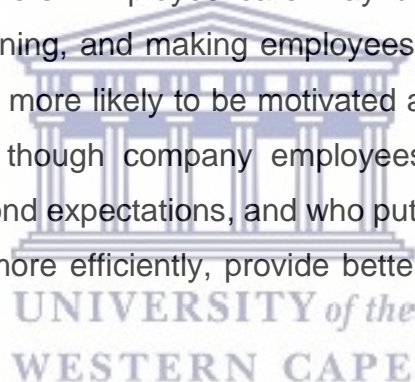 ning, and making employees
more likely to be motivated a
though company employees
ond expectations, and who put
more efficiently, provide bette
UNIVERSITY of the
WESTERN CAPE